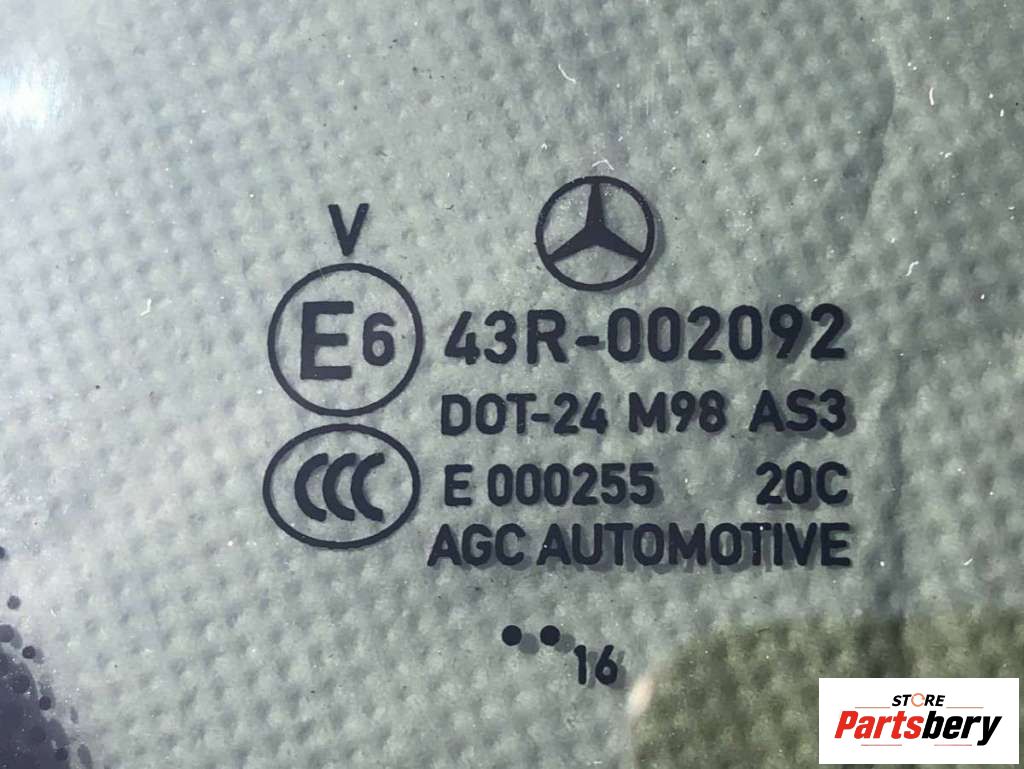 V
E6 43R-002092
DOT-24 M98 AS3
CCC E 000255 20C
AGC AUTOMOTIVE
•• 16
STORE
Partsbery